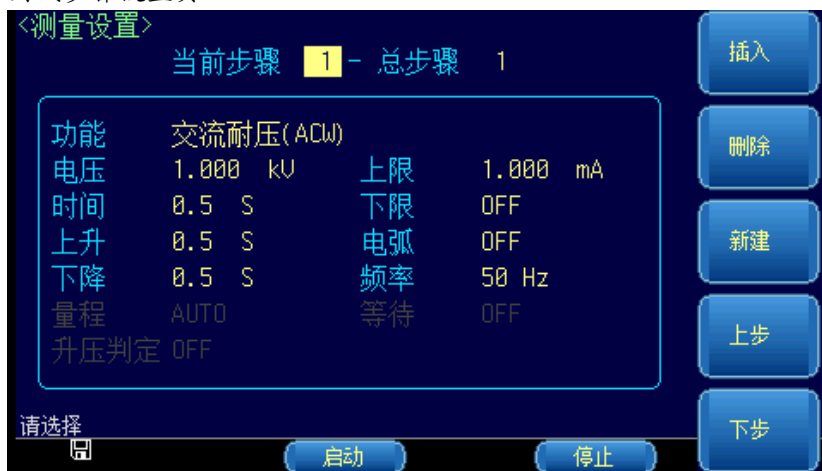 <测量设置>
当前步骤 1 - 总步骤 1
功能 交流耐压(ACW)
电压 1.000 kV 上限 1.000 mA
时间 0.5 S 下限 OFF
上升 0.5 S 电弧 OFF
下降 0.5 S 频率 50 Hz
量程 AUTO 等待 OFF
升压判定 OFF
请选择
启动 停止
插入
删除
新建
上步
下步